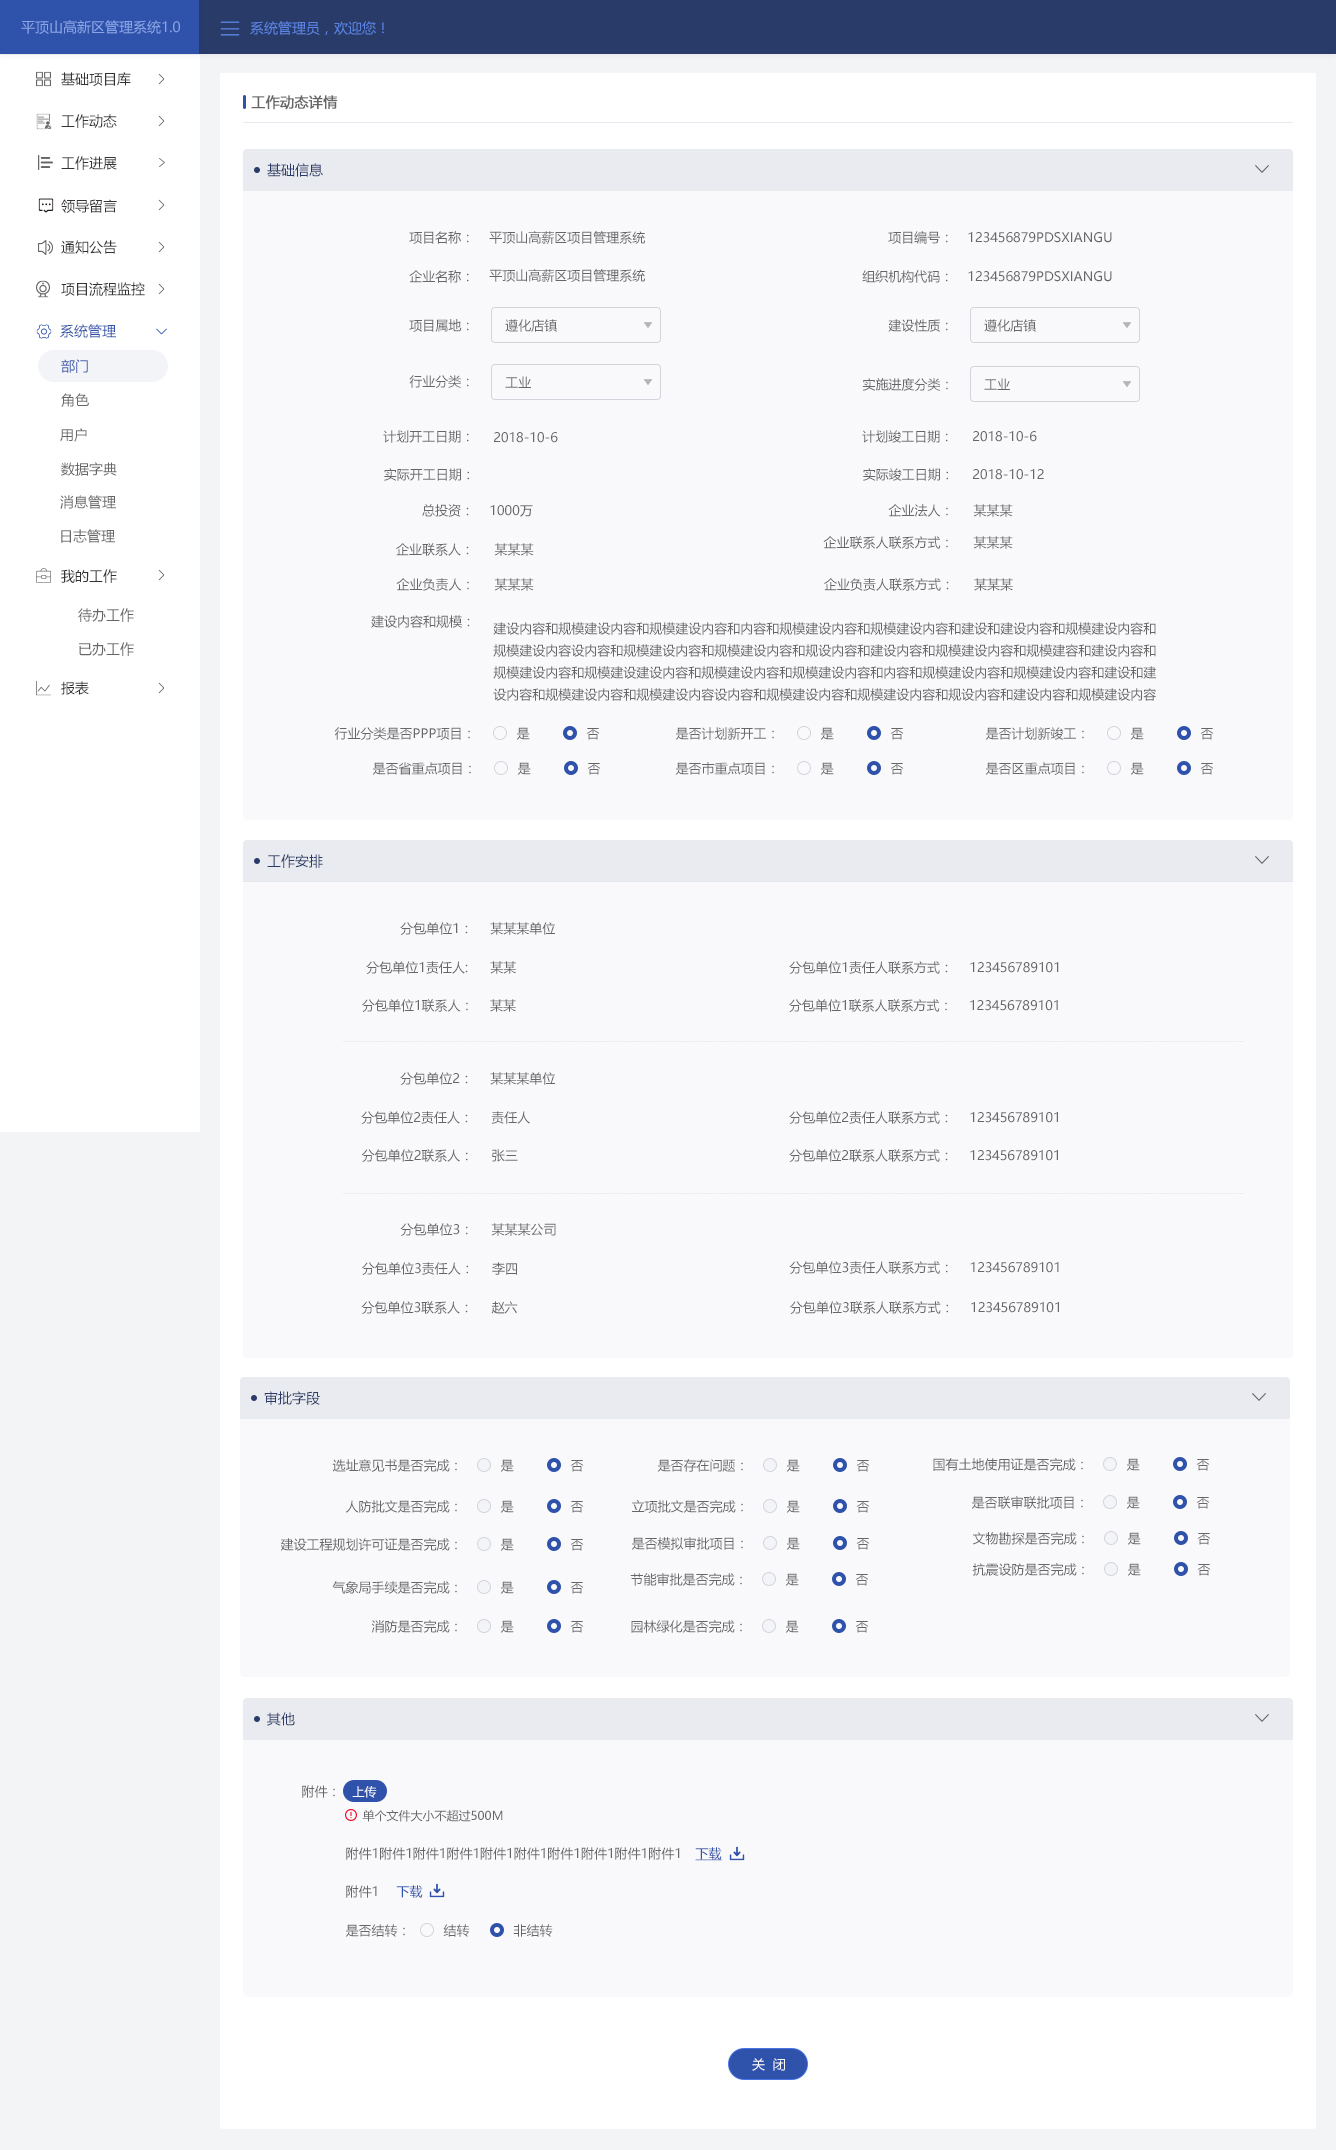 平顶山高新区管理系统1.0
系统管理员，欢迎您！
基础项目库
工作动态
工作进展
领导留言
通知公告
项目流程监控
系统管理
部门
角色
用户
数据字典
消息管理
日志管理
我的工作
待办工作
已办工作
报表
工作动态详情
基础信息
项目名称： 平顶山高薪区项目管理系统 项目编号： 123456879PDSXIANGU
企业名称： 平顶山高薪区项目管理系统 组织机构代码： 123456879PDSXIANGU
项目属地： 遵化店镇 建设性质： 遵化店镇
行业分类： 工业 实施进度分类： 工业
计划开工日期： 2018-10-6 计划竣工日期： 2018-10-6
实际开工日期： 实际竣工日期： 2018-10-12
总投资： 1000万 企业法人： 某某某
企业联系人： 某某某 企业联系人联系方式： 某某某
企业负责人： 某某某 企业负责人联系方式： 某某某
建设内容和规模： 建设内容和规模建设内容和规模建设内容和内容和规模建设内容和规模建设内容和建设和建设内容和规模建设内容和
规模建设内容设内容和规模建设内容和规模建设内容和规设内容和建设内容和规模建设内容和规模建容和建设内容和
规模建设内容和规模建设建设内容和规模建设内容和规模建设内容和内容和规模建设内容和规模建设内容和建设和建
设内容和规模建设内容和规模建设内容设内容和规模建设内容和规模建设内容和规设内容和建设内容和规模建设内容
行业分类是否PPP项目： 是 否 是否计划新开工： 是 否 是否计划新竣工： 是 否
是否省重点项目： 是 否 是否市重点项目： 是 否 是否区重点项目： 是 否
工作安排
分包单位1： 某某某单位
分包单位1责任人: 某某 分包单位1责任人联系方式： 123456789101
分包单位1联系人： 某某 分包单位1联系人联系方式： 123456789101
分包单位2： 某某某单位
分包单位2责任人： 责任人 分包单位2责任人联系方式： 123456789101
分包单位2联系人： 张三 分包单位2联系人联系方式： 123456789101
分包单位3： 某某某公司
分包单位3责任人： 李四 分包单位3责任人联系方式： 123456789101
分包单位3联系人： 赵六 分包单位3联系人联系方式： 123456789101
审批字段
选址意见书是否完成： 是 否 是否存在问题： 是 否 国有土地使用证是否完成： 是 否
人防批文是否完成： 是 否 立项批文是否完成： 是 否 是否联审联批项目： 是 否
建设工程规划许可证是否完成： 是 否 是否模拟审批项目： 是 否 文物勘探是否完成： 是 否
气象局手续是否完成： 是 否 节能审批是否完成： 是 否 抗震设防是否完成： 是 否
消防是否完成： 是 否 园林绿化是否完成： 是 否
其他
附件： 上传
单个文件大小不超过500M
附件1附件1附件1附件1附件1附件1附件1附件1附件1附件1 下载
附件1 下载
是否结转： 结转 非结转
关 闭